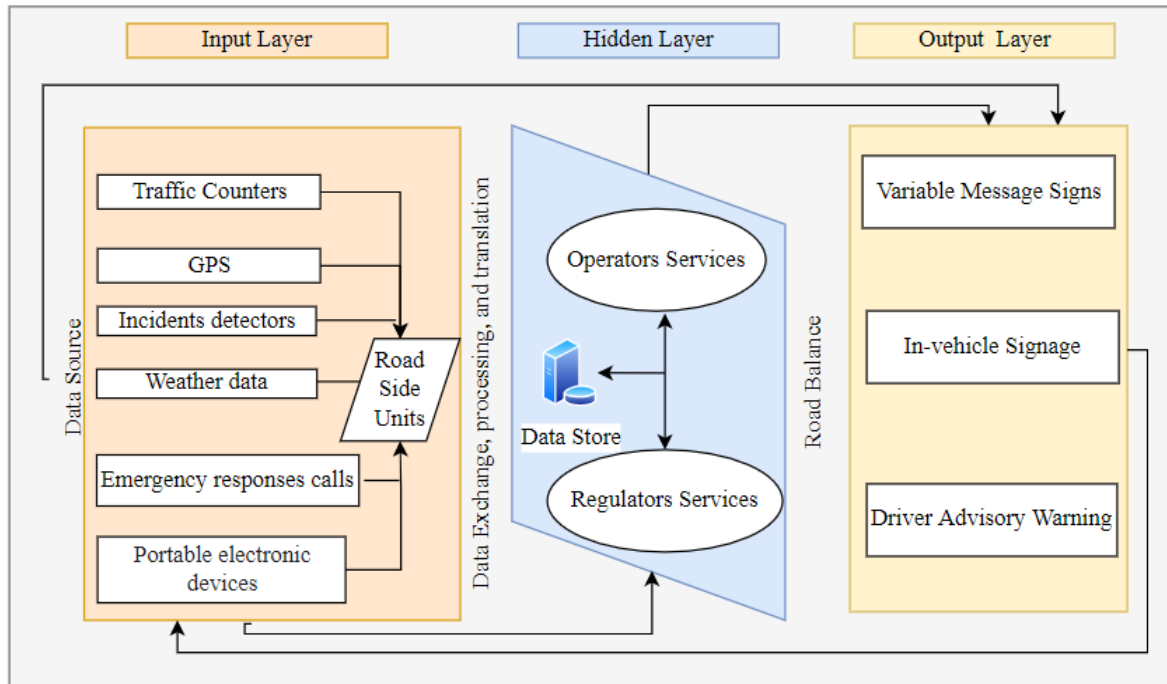 Input Layer
Hidden Layer
Output Layer
Data Source
Traffic Counters
GPS
Incidents detectors
Weather data
Emergency responses calls
Portable electronic
devices
Road
Side
Units
Data Exchange, processing, and translation
Operators Services
Data Store
Regulators Services
Road Balance
Variable Message Signs
In-vehicle Signage
Driver Advisory Warning